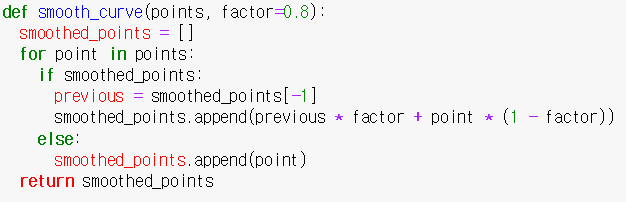 def smooth_curve(points, factor=0.8):
  smoothed_points = []
  for point in points:
    if smoothed_points:
      previous = smoothed_points[-1]
      smoothed_points.append(previous * factor + point * (1 - factor))
    else:
      smoothed_points.append(point)
  return smoothed_points